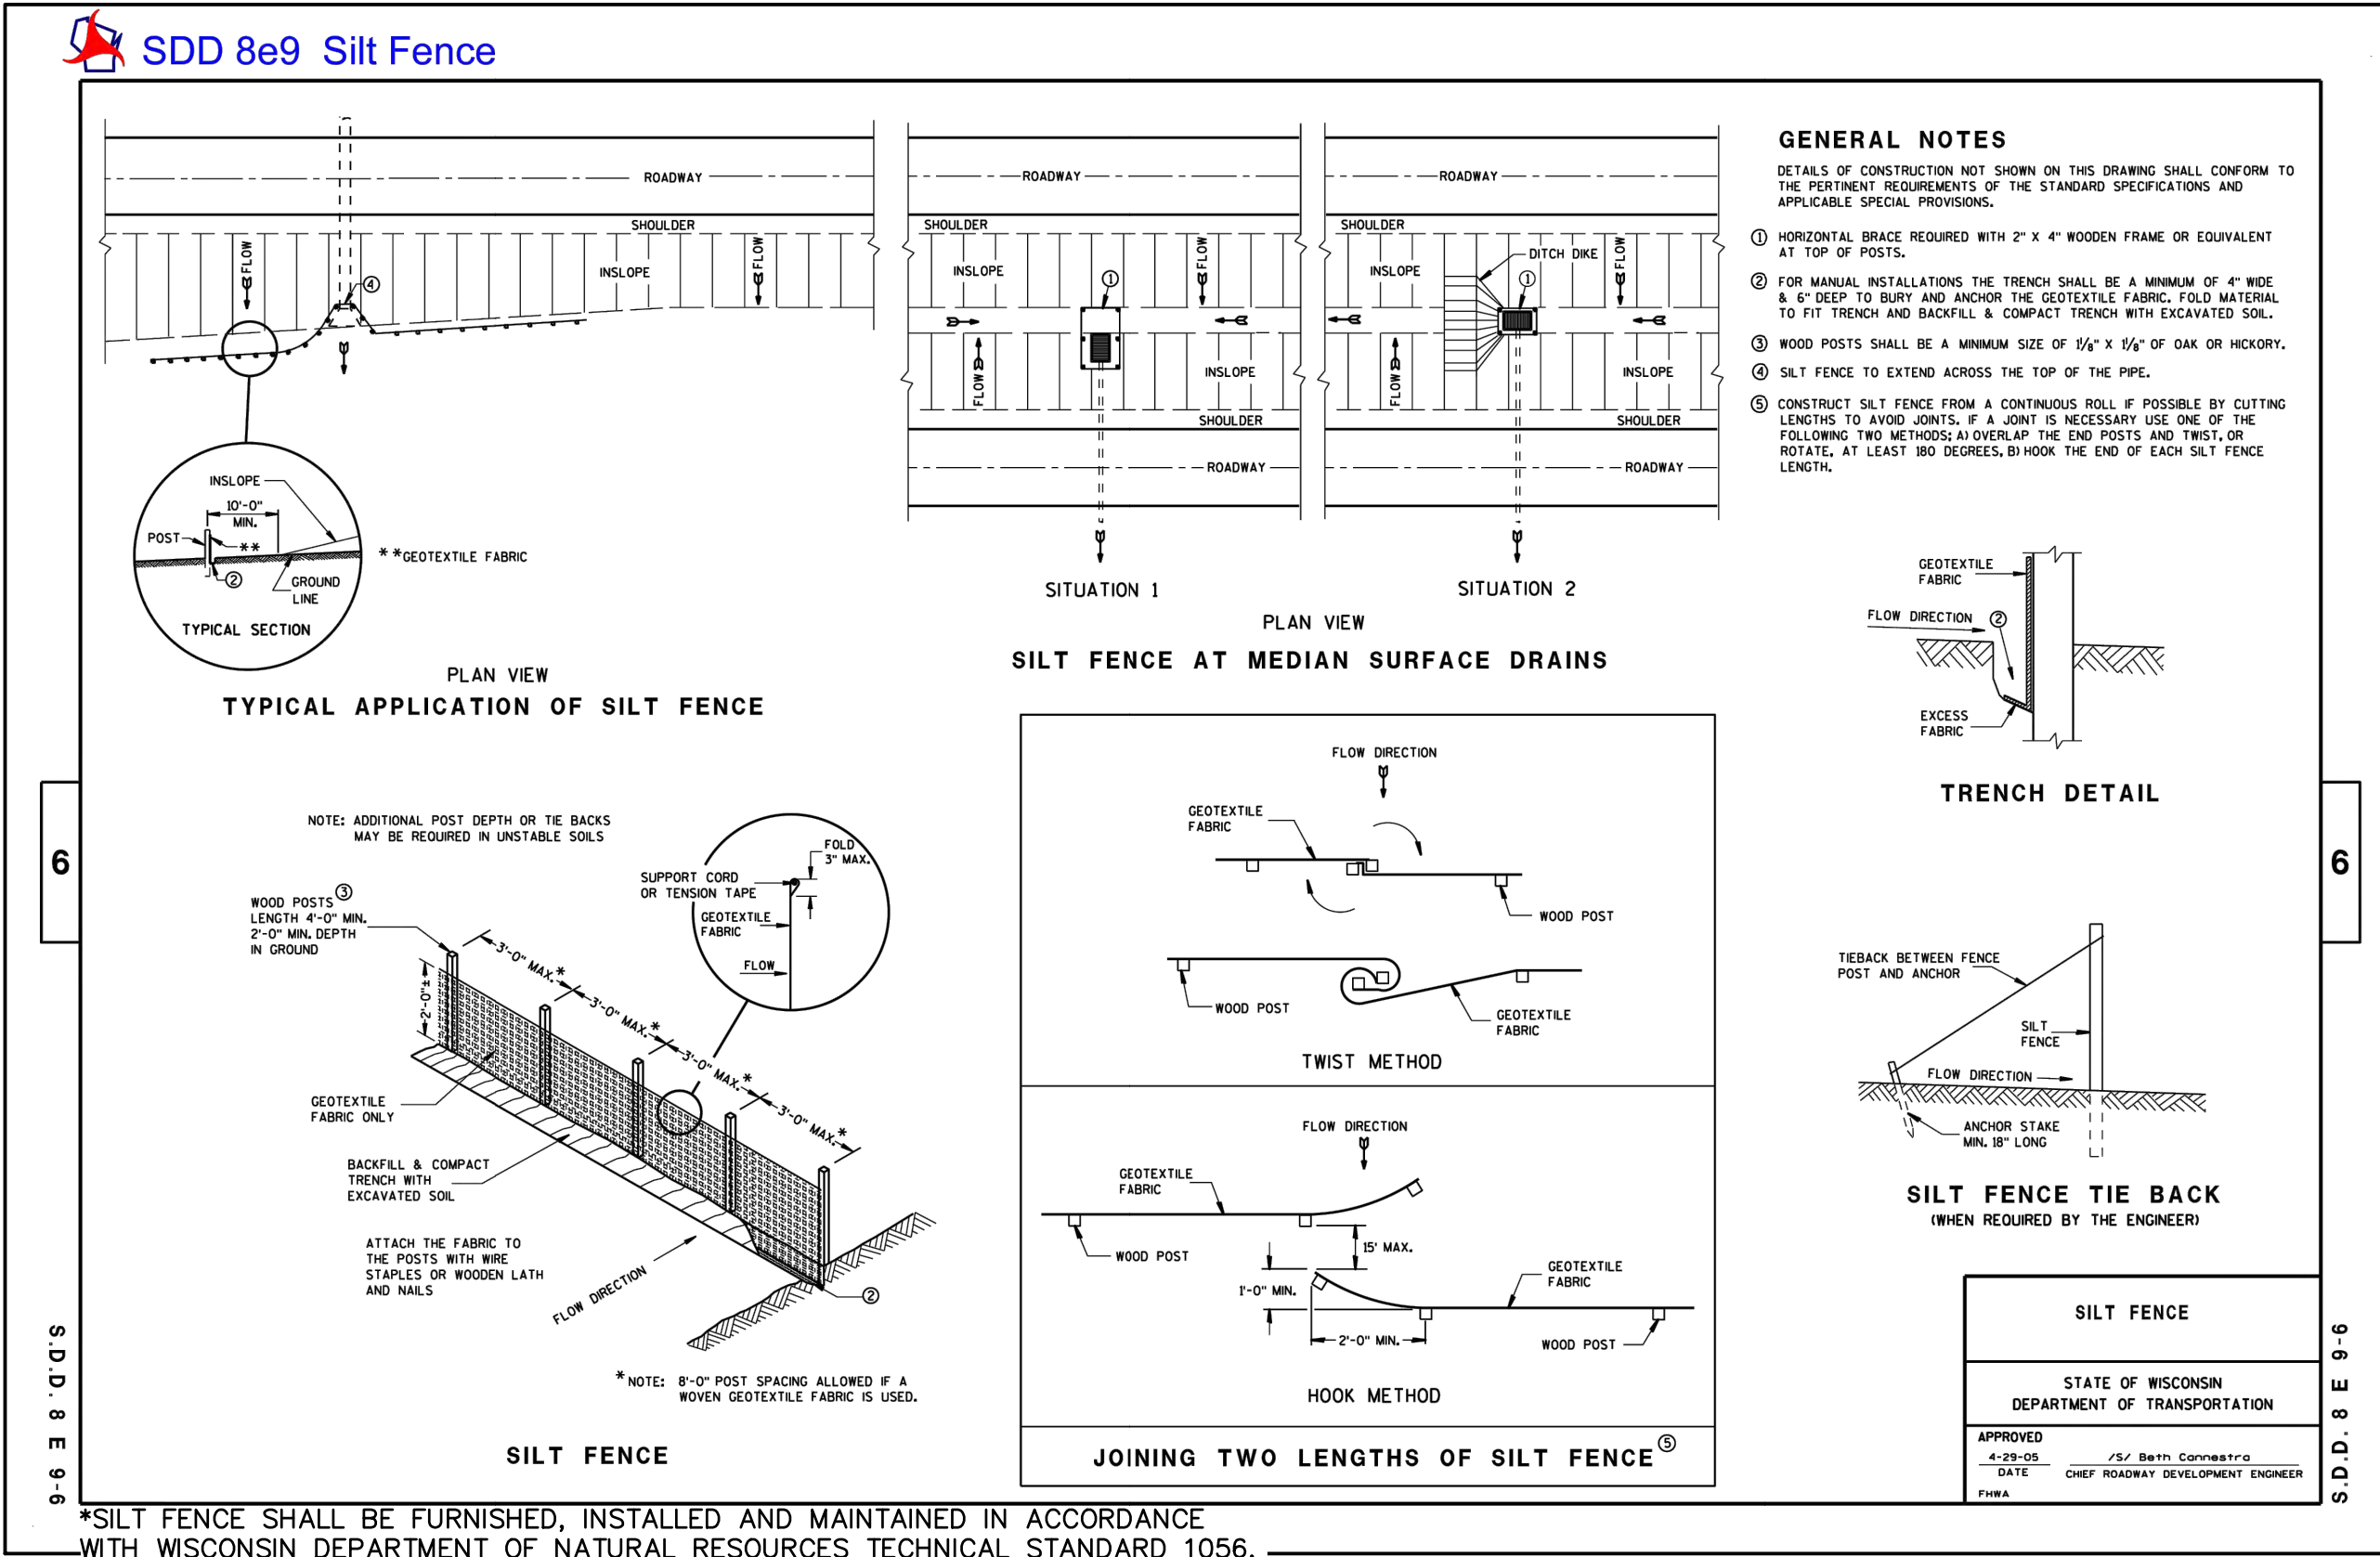 SDD 8e9  Silt Fence
ROADWAY
SHOULDER
FLOW
FLOW
INSLOPE
④
INSLOPE
10'-0"
MIN.
POST
**
②
GROUND
LINE
TYPICAL SECTION
**GEOTEXTILE FABRIC
PLAN VIEW
TYPICAL APPLICATION OF SILT FENCE
ROADWAY
SHOULDER
INSLOPE
①
FLOW
FLOW
INSLOPE
SHOULDER
ROADWAY
SITUATION 1
ROADWAY
SHOULDER
DITCH DIKE
INSLOPE
①
FLOW
FLOW
INSLOPE
SHOULDER
ROADWAY
SITUATION 2
PLAN VIEW
SILT FENCE AT MEDIAN SURFACE DRAINS
GENERAL NOTES
DETAILS OF CONSTRUCTION NOT SHOWN ON THIS DRAWING SHALL CONFORM TO
THE PERTINENT REQUIREMENTS OF THE STANDARD SPECIFICATIONS AND
APPLICABLE SPECIAL PROVISIONS.
① HORIZONTAL BRACE REQUIRED WITH 2" X 4" WOODEN FRAME OR EQUIVALENT
AT TOP OF POSTS.
② FOR MANUAL INSTALLATIONS THE TRENCH SHALL BE A MINIMUM OF 4" WIDE
& 6" DEEP TO BURY AND ANCHOR THE GEOTEXTILE FABRIC. FOLD MATERIAL
TO FIT TRENCH AND BACKFILL & COMPACT TRENCH WITH EXCAVATED SOIL.
③ WOOD POSTS SHALL BE A MINIMUM SIZE OF 1⅛" X 1⅛" OF OAK OR HICKORY.
④ SILT FENCE TO EXTEND ACROSS THE TOP OF THE PIPE.
⑤ CONSTRUCT SILT FENCE FROM A CONTINUOUS ROLL IF POSSIBLE BY CUTTING
LENGTHS TO AVOID JOINTS. IF A JOINT IS NECESSARY USE ONE OF THE
FOLLOWING TWO METHODS; A) OVERLAP THE END POSTS AND TWIST, OR
ROTATE, AT LEAST 180 DEGREES, B) HOOK THE END OF EACH SILT FENCE
LENGTH.
GEOTEXTILE
FABRIC
FLOW DIRECTION
②
EXCESS
FABRIC
TRENCH DETAIL
6
NOTE: ADDITIONAL POST DEPTH OR TIE BACKS
MAY BE REQUIRED IN UNSTABLE SOILS
FOLD
3" MAX.
SUPPORT CORD
OR TENSION TAPE
GEOTEXTILE
FABRIC
FLOW
WOOD POSTS ③
LENGTH 4'-0" MIN.
2'-0" MIN. DEPTH
IN GROUND
3'-0" MAX.*
3'-0" MAX.*
3'-0" MAX.*
3'-0" MAX.*
2'-0"±
GEOTEXTILE
FABRIC ONLY
BACKFILL & COMPACT
TRENCH WITH
EXCAVATED SOIL
ATTACH THE FABRIC TO
THE POSTS WITH WIRE
STAPLES OR WOODEN LATH
AND NAILS
FLOW DIRECTION
②
*NOTE: 8'-0" POST SPACING ALLOWED IF A
WOVEN GEOTEXTILE FABRIC IS USED.
SILT FENCE
FLOW DIRECTION
GEOTEXTILE
FABRIC
WOOD POST
WOOD POST
GEOTEXTILE
FABRIC
TWIST METHOD
FLOW DIRECTION
GEOTEXTILE
FABRIC
WOOD POST
15' MAX.
1'-0" MIN.
GEOTEXTILE
FABRIC
2'-0" MIN.
WOOD POST
HOOK METHOD
JOINING TWO LENGTHS OF SILT FENCE ⑤
6
TIEBACK BETWEEN FENCE
POST AND ANCHOR
SILT
FENCE
FLOW DIRECTION
ANCHOR STAKE
MIN. 18" LONG
SILT FENCE TIE BACK
(WHEN REQUIRED BY THE ENGINEER)
SILT FENCE
STATE OF WISCONSIN
DEPARTMENT OF TRANSPORTATION
APPROVED
4-29-05 /S/ Beth Cannestra
DATE CHIEF ROADWAY DEVELOPMENT ENGINEER
FHWA
S.D.D. 8 E 9-6
S.D.D. 8 E 9-6
*SILT FENCE SHALL BE FURNISHED, INSTALLED AND MAINTAINED IN ACCORDANCE
WITH WISCONSIN DEPARTMENT OF NATURAL RESOURCES TECHNICAL STANDARD 1056.